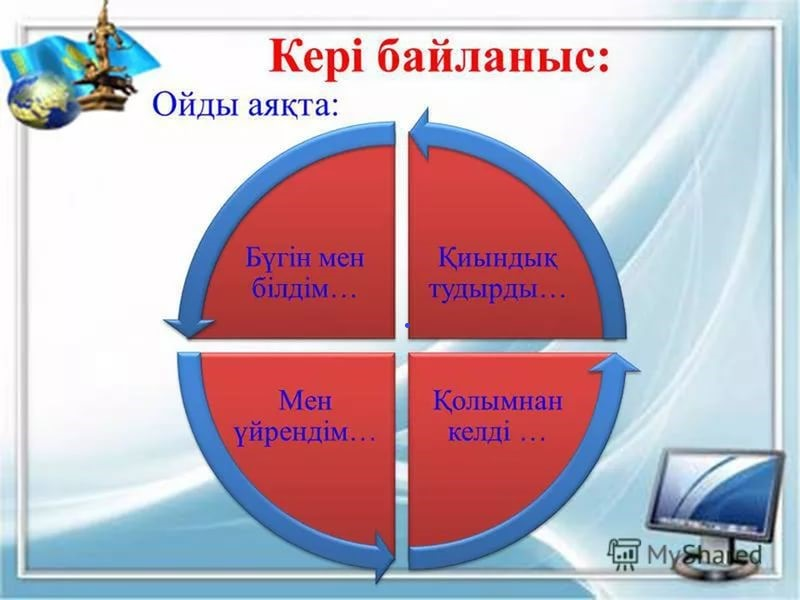 Кері байланыс:
Ойды аяқта:
Бүгін мен
білдім…
Қиындық
тудырды…
Мен
үйрендім…
Қолымнан
келді …
MyShared